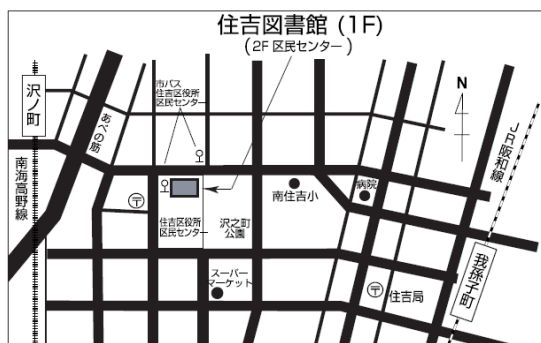 住吉図書館 (1F)
(2F 区民センター)
沢ノ町
南海高野線
あべの筋
市バス
住吉区役所
区民センター
N
JR阪和線
〒
住吉区役所
区民センター
沢之町
公園
南住吉小
病院
スーパー
マーケット
〒
住吉局
我孫子町